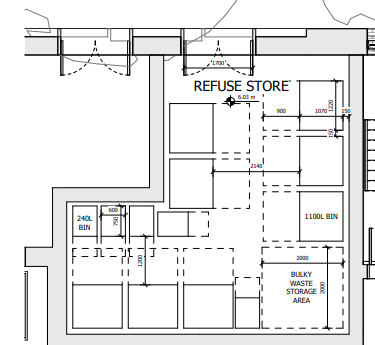 1700
REFUSE STORE
6.03 m
1220
900
1070
150
150
2140
240L
BIN
600
750
1100L BIN
1200
2000
BULKY
WASTE
STORAGE
AREA
2000